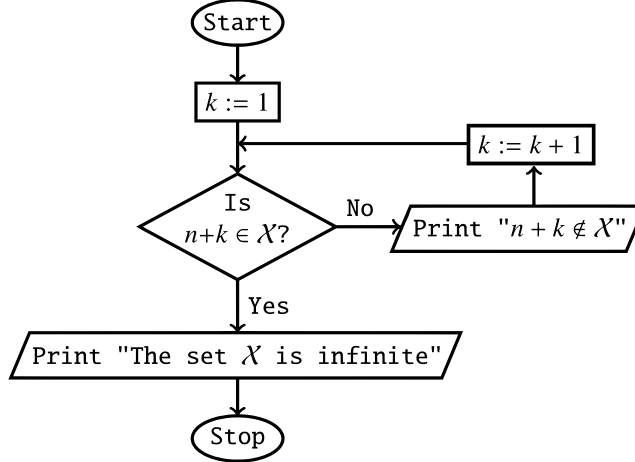 Start
k := 1
k := k + 1
Is
n+k ∈ 𝒳?
No
Print "n + k ∉ 𝒳"
Yes
Print "The set 𝒳 is infinite"
Stop